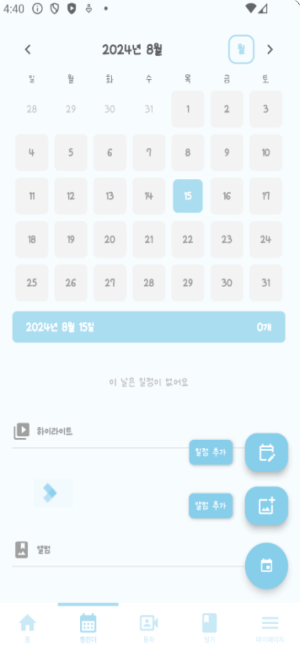 4:40
2024년 8월
월
일 월 화 수 목 금 토
28 29 30 31 1 2 3
4 5 6 7 8 9 10
11 12 13 14 15 16 17
18 19 20 21 22 23 24
25 26 27 28 29 30 31
2024년 8월 15일 0개
이 날은 일정이 없어요
하이라이트
일정 추가
앨범 추가
앨범
홈 캘린더